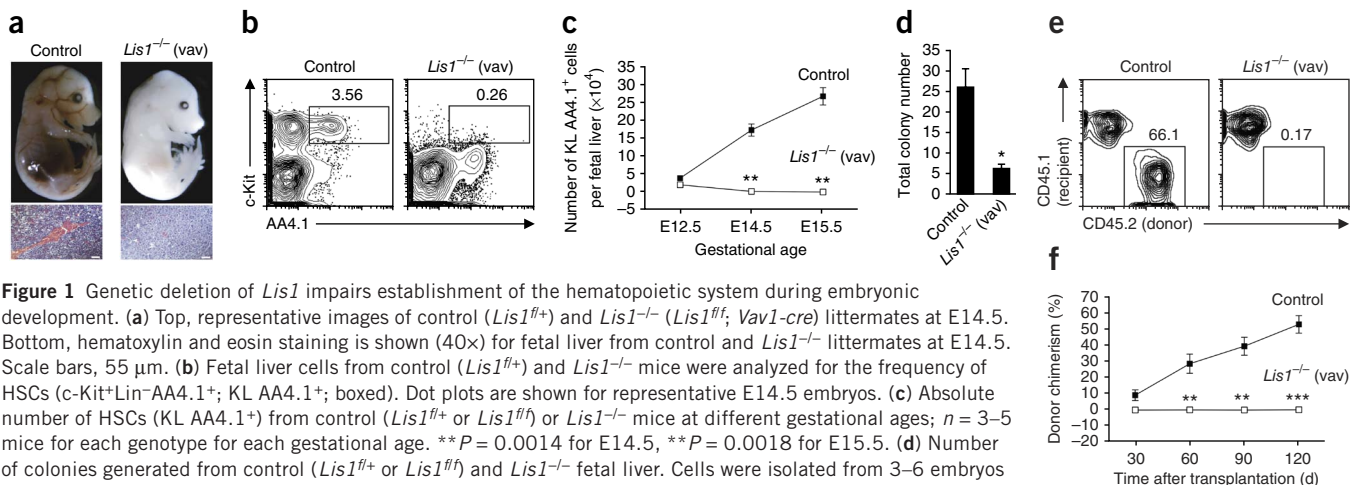 a
Control
Lis1–/– (vav)
b
Control
Lis1–/– (vav)
3.56
0.26
c-Kit
AA4.1
c
Number of KL AA4.1+ cells
per fetal liver (×104)
35
30
25
20
15
10
5
0
–5
Control
Lis1–/– (vav)
**
**
E12.5
E14.5
E15.5
Gestational age
d
Total colony number
35
30
25
20
15
10
5
0
*
Control
Lis1–/– (vav)
e
Control
Lis1–/– (vav)
66.1
0.17
CD45.1
(recipient)
CD45.2 (donor)
f
Donor chimerism (%)
70
60
50
40
30
20
10
0
–10
–20
Control
Lis1–/– (vav)
**
**
***
30
60
90
120
Time after transplantation (d)
Figure 1 Genetic deletion of Lis1 impairs establishment of the hematopoietic system during embryonic
development. (a) Top, representative images of control (Lis1fl/+) and Lis1–/– (Lis1fl/f; Vav1-cre) littermates at E14.5.
Bottom, hematoxylin and eosin staining is shown (40×) for fetal liver from control and Lis1–/– littermates at E14.5.
Scale bars, 55 μm. (b) Fetal liver cells from control (Lis1fl/+) and Lis1–/– mice were analyzed for the frequency of
HSCs (c-Kit+Lin–AA4.1+; KL AA4.1+; boxed). Dot plots are shown for representative E14.5 embryos. (c) Absolute
number of HSCs (KL AA4.1+) from control (Lis1fl/+ or Lis1fl/f) or Lis1–/– mice at different gestational ages; n = 3–5
mice for each genotype for each gestational age. **P = 0.0014 for E14.5, **P = 0.0018 for E15.5. (d) Number
of colonies generated from control (Lis1fl/+ or Lis1fl/f) and Lis1–/– fetal liver. Cells were isolated from 3–6 embryos